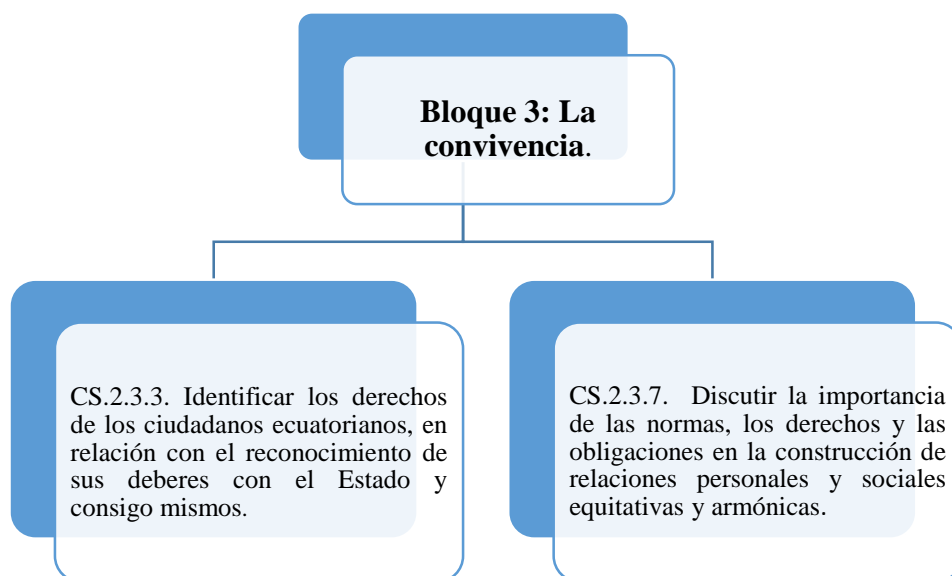 Bloque 3: La
convivencia.
CS.2.3.3. Identificar los derechos
de los ciudadanos ecuatorianos, en
relación con el reconocimiento de
sus deberes con el Estado y
consigo mismos.
CS.2.3.7. Discutir la importancia
de las normas, los derechos y las
obligaciones en la construcción de
relaciones personales y sociales
equitativas y armónicas.